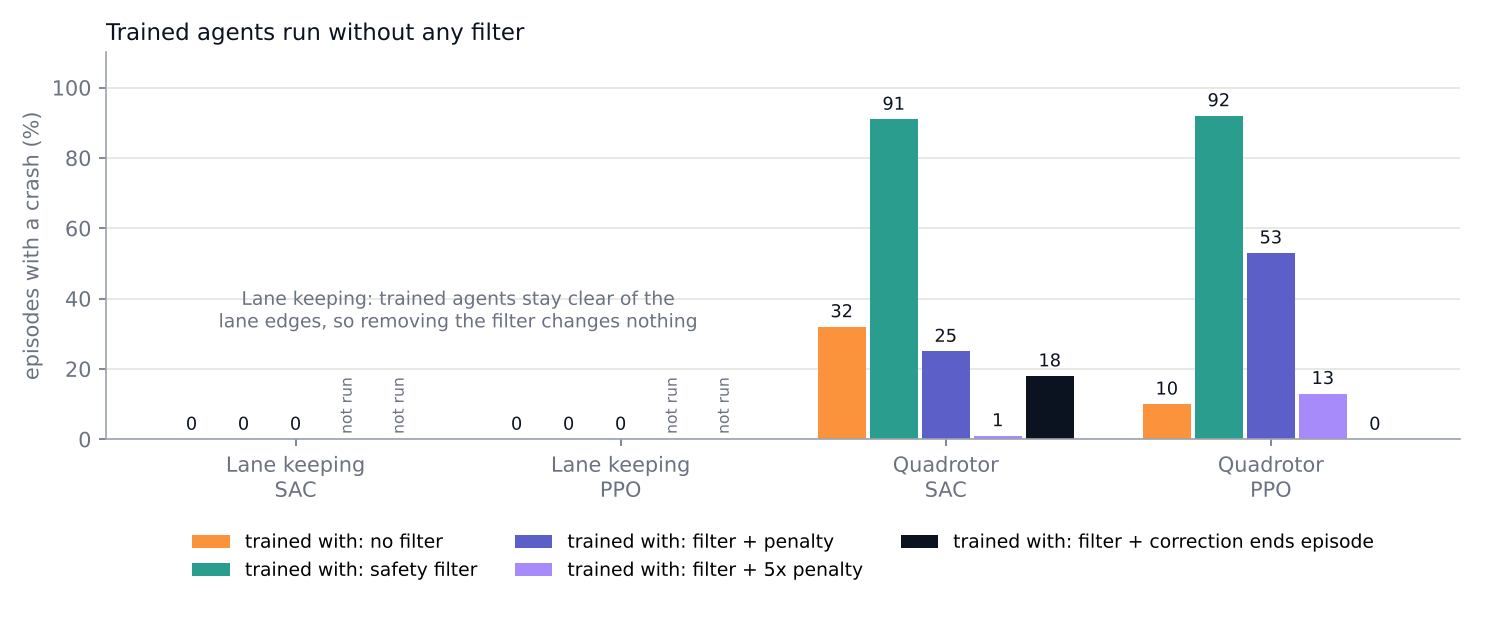 Trained agents run without any filter
episodes with a crash (%)
100
80
60
40
20
0
Lane keeping: trained agents stay clear of the
lane edges, so removing the filter changes nothing
0
0
0
not run
not run
0
0
0
not run
not run
32
91
25
1
18
10
92
53
13
0
Lane keeping
SAC
Lane keeping
PPO
Quadrotor
SAC
Quadrotor
PPO
trained with: no filter
trained with: safety filter
trained with: filter + penalty
trained with: filter + 5x penalty
trained with: filter + correction ends episode